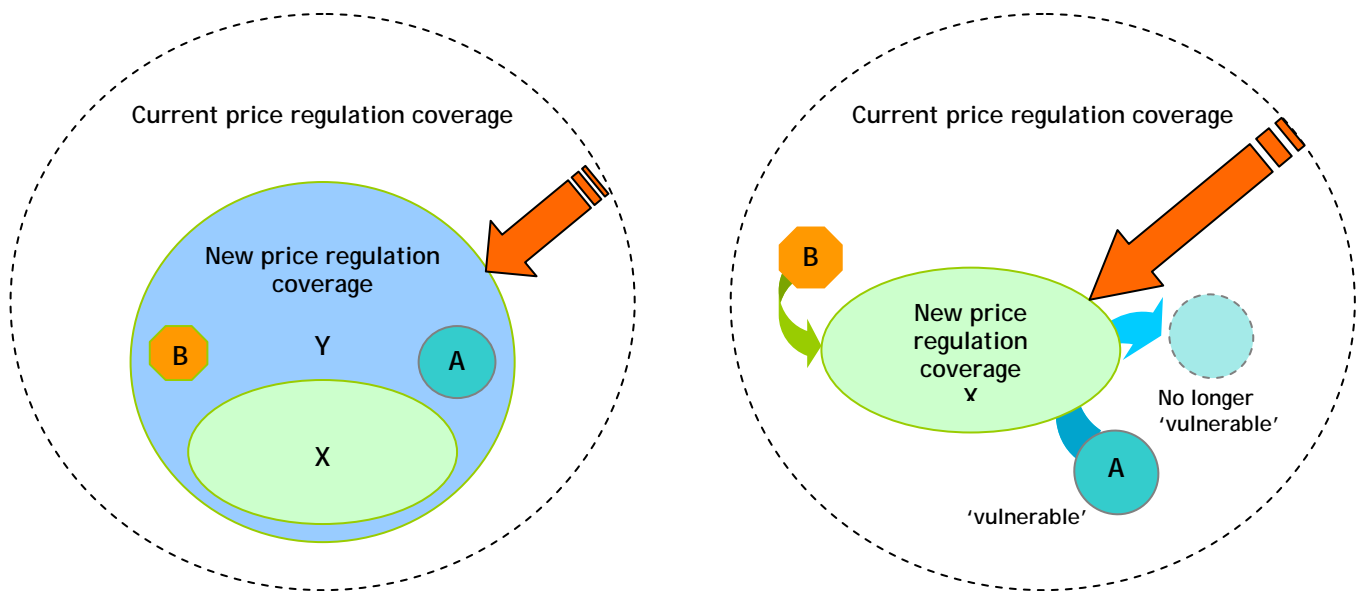 Current price regulation coverage
New price regulation
coverage
B
Y
A
X
Current price regulation coverage
B
New price
regulation
coverage
X
No longer
‘vulnerable’
A
‘vulnerable’